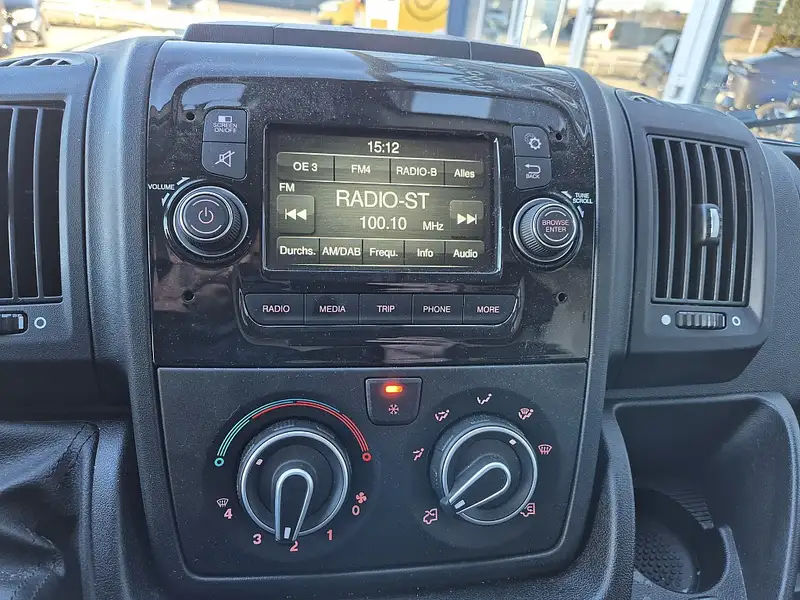 15:12
SCREEN
ON/OFF
OE 3 FM4 RADIO-B Alles
FM
RADIO-ST
100.10 MHz
Durchs. AM/DAB Frequ. Info Audio
BACK
VOLUME
TUNE
SCROLL
BROWSE
ENTER
RADIO MEDIA TRIP PHONE MORE
4 3 2 1 0